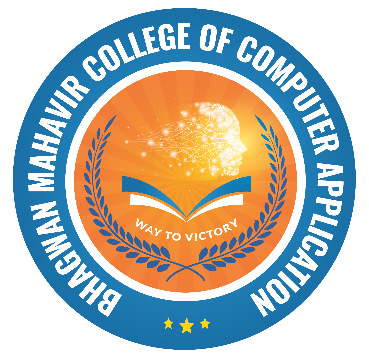 BHAGWAN MAHAVIR COLLEGE OF COMPUTER APPLICATION
WAY TO VICTORY